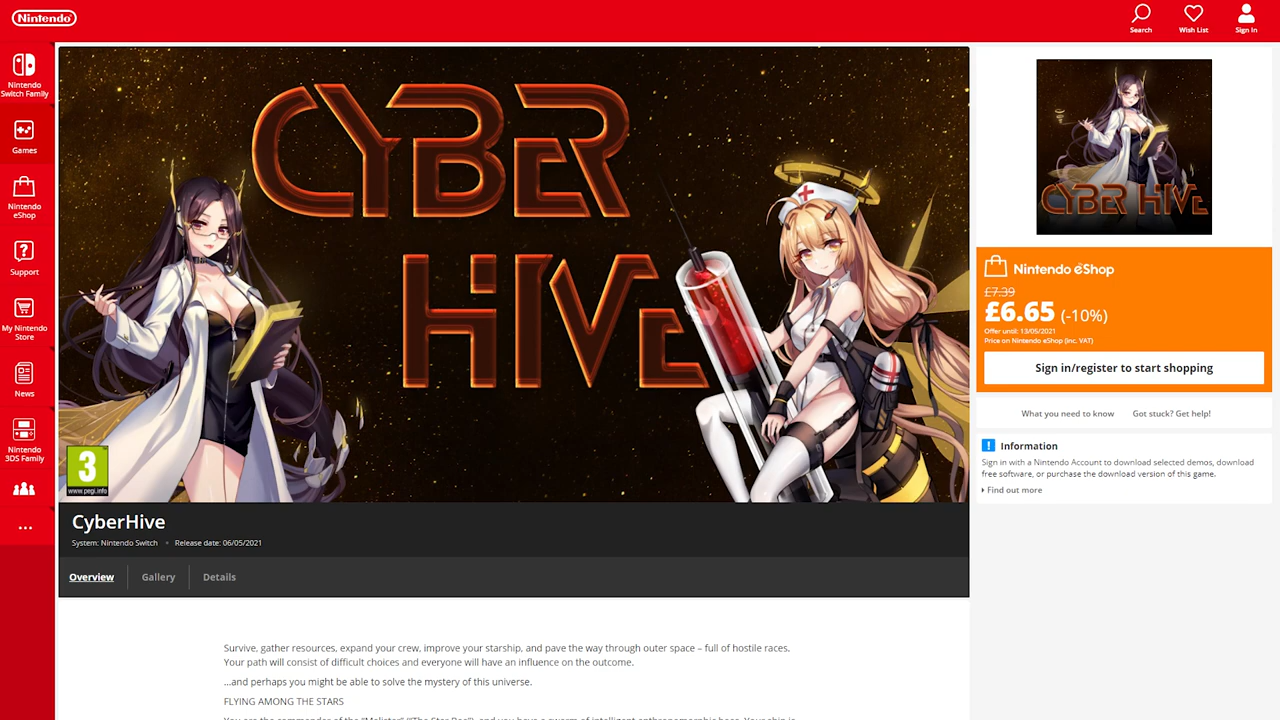 Nintendo
Search
Wish List
Sign In
Nintendo
Switch Family
Games
Nintendo
eShop
Support
My Nintendo
Store
News
Nintendo
3DS Family
...
CYBER
HIVE
3
www.pegi.info
CyberHive
System: Nintendo Switch • Release date: 06/05/2021
Overview
Gallery
Details
Survive, gather resources, expand your crew, improve your starship, and pave the way through outer space – full of hostile races.
Your path will consist of difficult choices and everyone will have an influence on the outcome.
...and perhaps you might be able to solve the mystery of this universe.
FLYING AMONG THE STARS
CYBER HIVE
Nintendo eShop
£7.39
£6.65 (-10%)
Offer until: 13/05/2021
Price on Nintendo eShop (inc. VAT)
Sign in/register to start shopping
What you need to know
Got stuck? Get help!
! Information
Sign in with a Nintendo Account to download selected demos, download
free software, or purchase the download version of this game.
Find out more